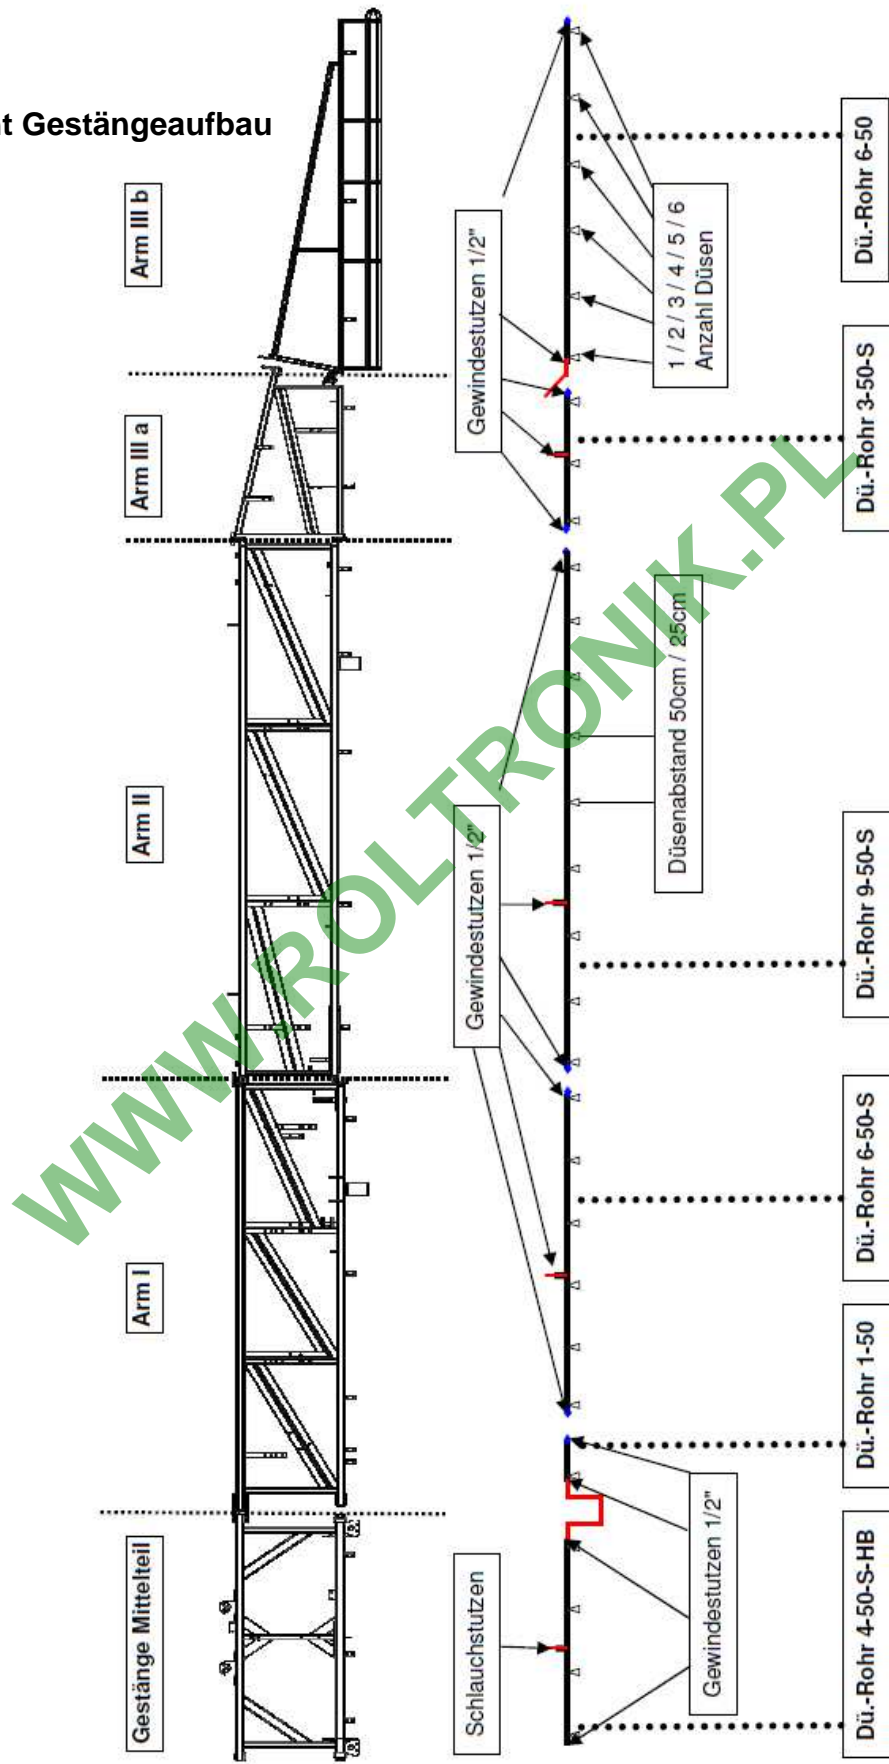 nt Gestängeaufbau
Gestänge Mittelteil
Arm I
Arm II
Arm III a
Arm III b
Schlauchstutzen
Gewindestutzen 1/2"
Gewindestutzen 1/2"
Gewindestutzen 1/2"
Düsenabstand 50cm / 25cm
1 / 2 / 3 / 4 / 5 / 6
Anzahl Düsen
Dü.-Rohr 4-50-S-HB
Dü.-Rohr 1-50
Dü.-Rohr 6-50-S
Dü.-Rohr 9-50-S
Dü.-Rohr 3-50-S
Dü.-Rohr 6-50
WWW.ROLTRONIK.PL